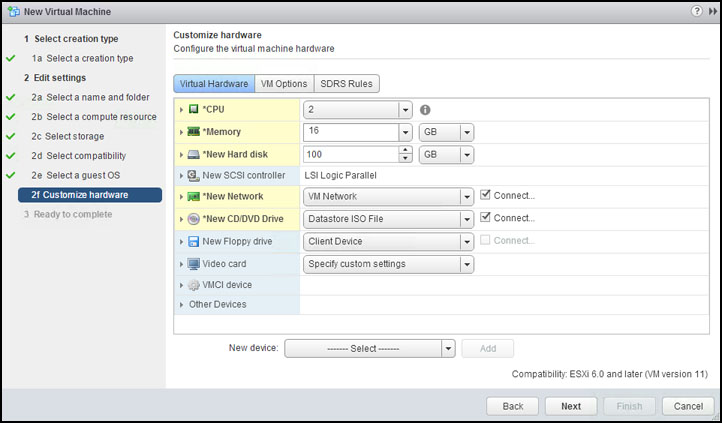 New Virtual Machine
?
1 Select creation type
1a Select a creation type
2 Edit settings
2a Select a name and folder
2b Select a compute resource
2c Select storage
2d Select compatibility
2e Select a guest OS
2f Customize hardware
3 Ready to complete
Customize hardware
Configure the virtual machine hardware
Virtual Hardware VM Options SDRS Rules
*CPU 2
*Memory 16 GB
*New Hard disk 100 GB
New SCSI controller LSI Logic Parallel
*New Network VM Network Connect...
*New CD/DVD Drive Datastore ISO File Connect...
New Floppy drive Client Device Connect...
Video card Specify custom settings
VMCI device
Other Devices
New device: ------- Select ------- Add
Compatibility: ESXi 6.0 and later (VM version 11)
Back Next Finish Cancel